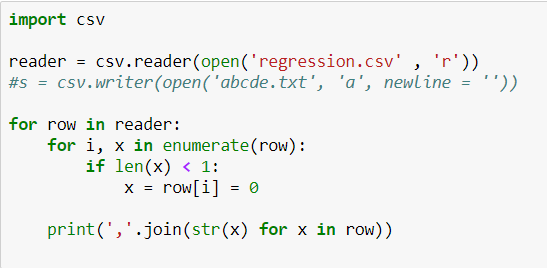 import csv

reader = csv.reader(open('regression.csv' , 'r'))
#s = csv.writer(open('abcde.txt', 'a', newline = ''))

for row in reader:
    for i, x in enumerate(row):
        if len(x) < 1:
            x = row[i] = 0

    print(','.join(str(x) for x in row))